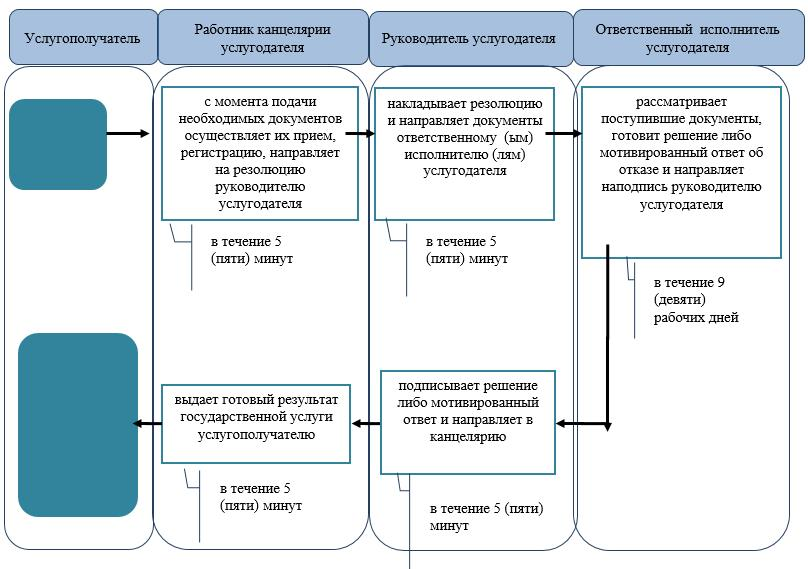 Услугополучатель
Работник канцелярии
услугодателя
Руководитель услугодателя
Ответственный исполнитель
услугодателя
с момента подачи
необходимых документов
осуществляет их прием,
регистрацию, направляет
на резолюцию
руководителю
услугодателя
накладывает резолюцию
и направляет документы
ответственному (ым)
исполнителю (лям)
услугодателя
рассматривает
поступившие документы,
готовит решение либо
мотивированный ответ об
отказе и направляет
наподпись руководителю
услугодателя
в течение 5
(пяти) минут
в течение 5
(пяти) минут
в течение 9
(девяти)
рабочих дней
выдает готовый результат
государственной услуги
услугополучателю
подписывает решение
либо мотивированный
ответ и направляет в
канцелярию
в течение 5
(пяти) минут
в течение 5 (пяти)
минут